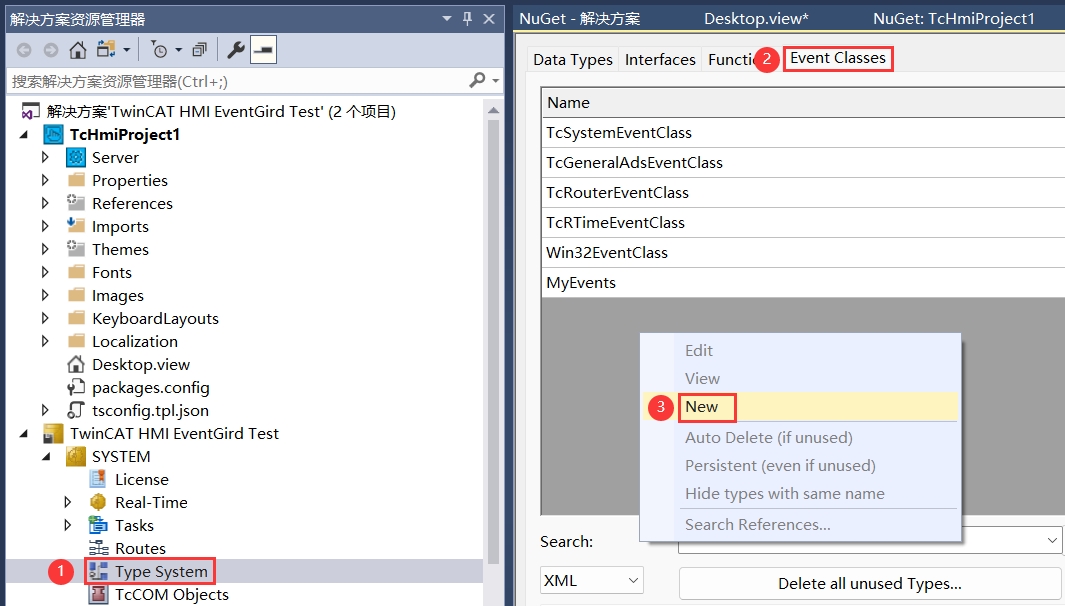 解决方案资源管理器
搜索解决方案资源管理器(Ctrl+;)
解决方案'TwinCAT HMI EventGird Test' (2 个项目)
TcHmiProject1
Server
Properties
References
Imports
Themes
Fonts
Images
KeyboardLayouts
Localization
Desktop.view
packages.config
tsconfig.tpl.json
TwinCAT HMI EventGird Test
SYSTEM
License
Real-Time
Tasks
Routes
1 Type System
TcCOM Objects
NuGet - 解决方案 Desktop.view* NuGet: TcHmiProject1
Data Types Interfaces Functi 2 Event Classes
Name
TcSystemEventClass
TcGeneralAdsEventClass
TcRouterEventClass
TcRTimeEventClass
Win32EventClass
MyEvents
Edit
View
3 New
Auto Delete (if unused)
Persistent (even if unused)
Hide types with same name
Search References...
Search:
XML Delete all unused Types...